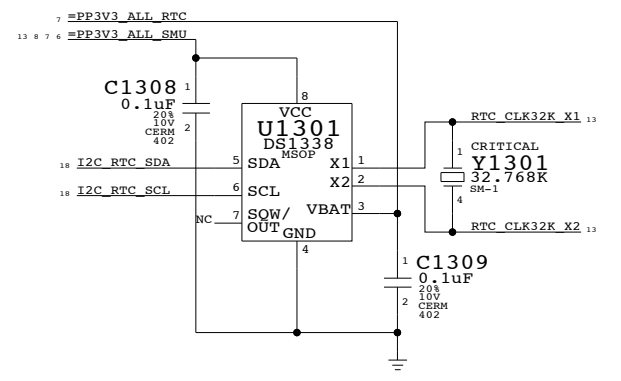 7 =PP3V3_ALL_RTC
13 8 7 6 =PP3V3_ALL_SMU
C1308 1
0.1uF
20%
10V
CERM
402
2
8
VCC
U1301
DS1338
MSOP
RTC_CLK32K_X1 13
CRITICAL
1
Y1301
32.768K
SM-1
4
18 I2C_RTC_SDA 5 SDA
X1 1
X2 2
18 I2C_RTC_SCL 6 SCL
VBAT 3
NC 7 SQW/
OUT
GND
4
RTC_CLK32K_X2 13
1 C1309
0.1uF
20%
10V
CERM
402
2